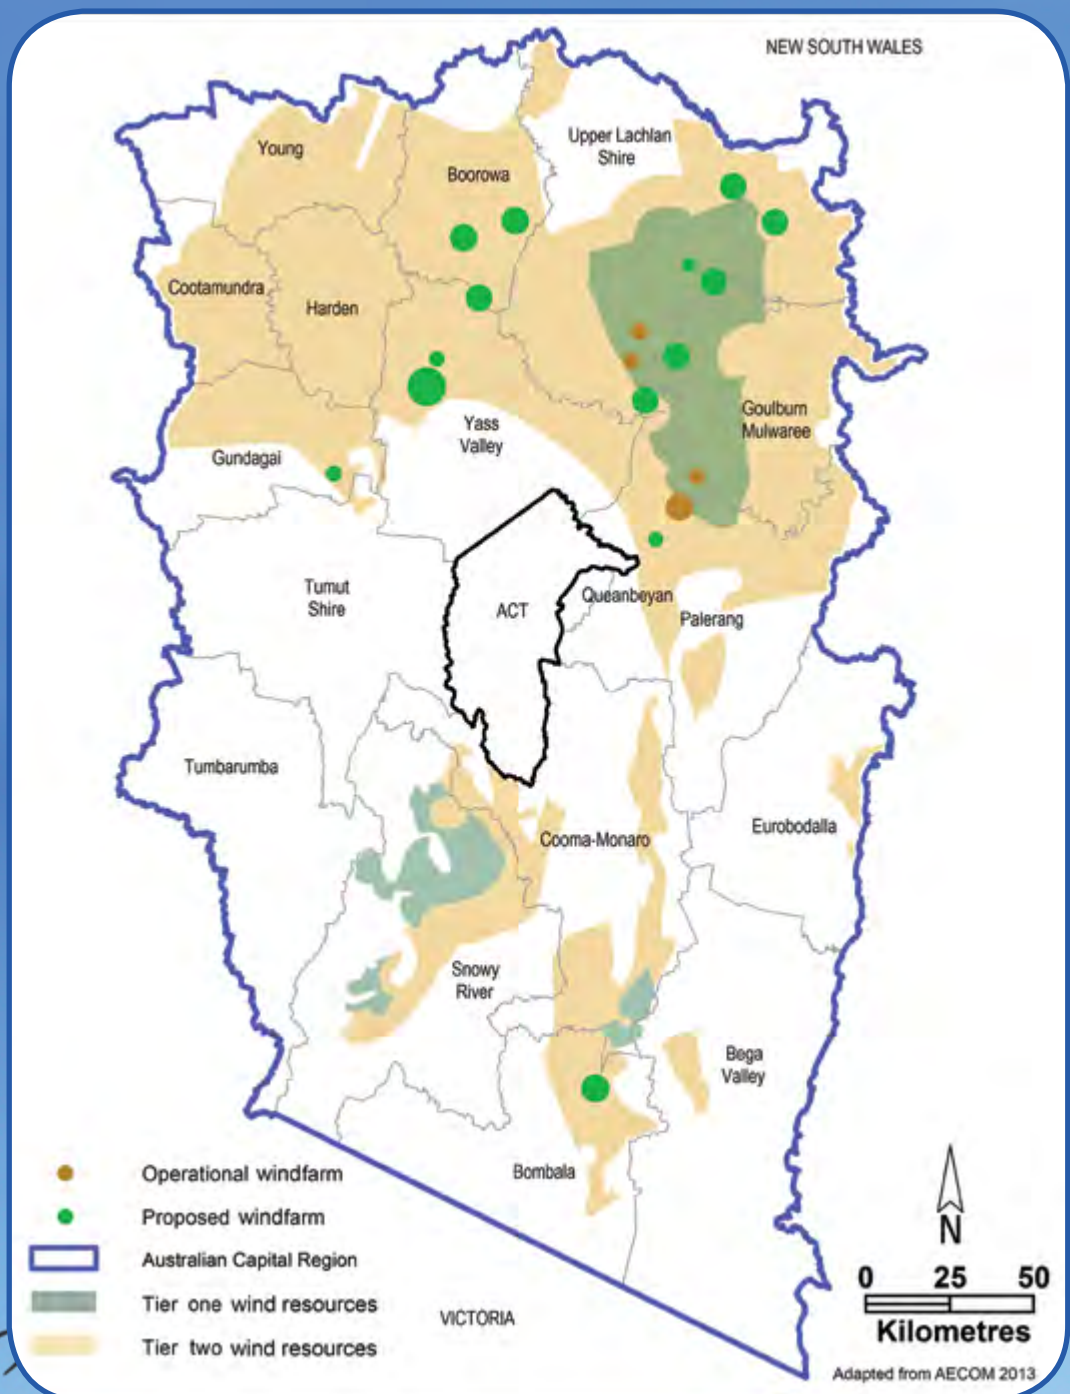 NEW SOUTH WALES
Upper Lachlan
Shire
Young
Boorowa
Cootamundra
Harden
Goulburn
Mulwaree
Yass
Valley
Gundagai
Tumut
Shire
ACT
Queanbeyan
Palerang
Tumbarumba
Eurobodalla
Cooma-Monaro
Snowy
River
Bega
Valley
Bombala
Operational windfarm
Proposed windfarm
Australian Capital Region
Tier one wind resources
Tier two wind resources
VICTORIA
N
0 25 50
Kilometres
Adapted from AECOM 2013